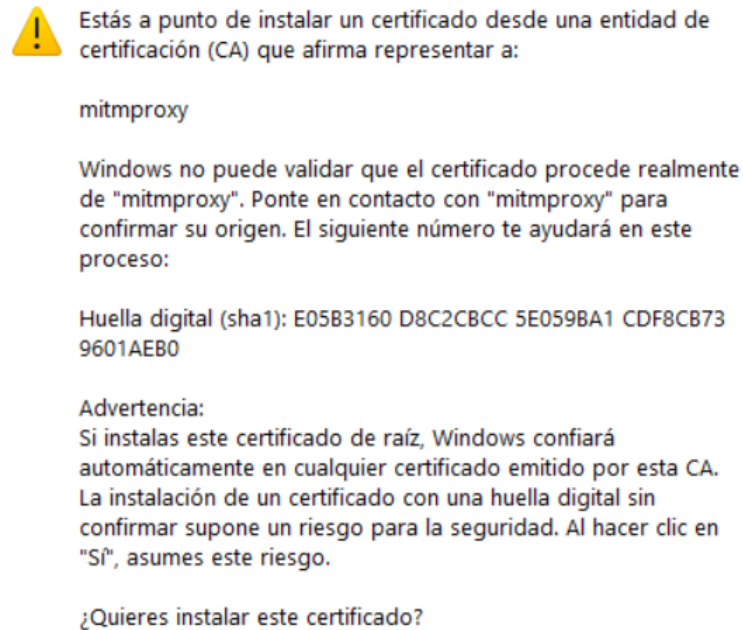 Estás a punto de instalar un certificado desde una entidad de
certificación (CA) que afirma representar a:
mitmproxy
Windows no puede validar que el certificado procede realmente
de "mitmproxy". Ponte en contacto con "mitmproxy" para
confirmar su origen. El siguiente número te ayudará en este
proceso:
Huella digital (sha1): E05B3160 D8C2CBCC 5E059BA1 CDF8CB73
9601AEB0
Advertencia:
Si instalas este certificado de raíz, Windows confiará
automáticamente en cualquier certificado emitido por esta CA.
La instalación de un certificado con una huella digital sin
confirmar supone un riesgo para la seguridad. Al hacer clic en
"Sí", asumes este riesgo.
¿Quieres instalar este certificado?